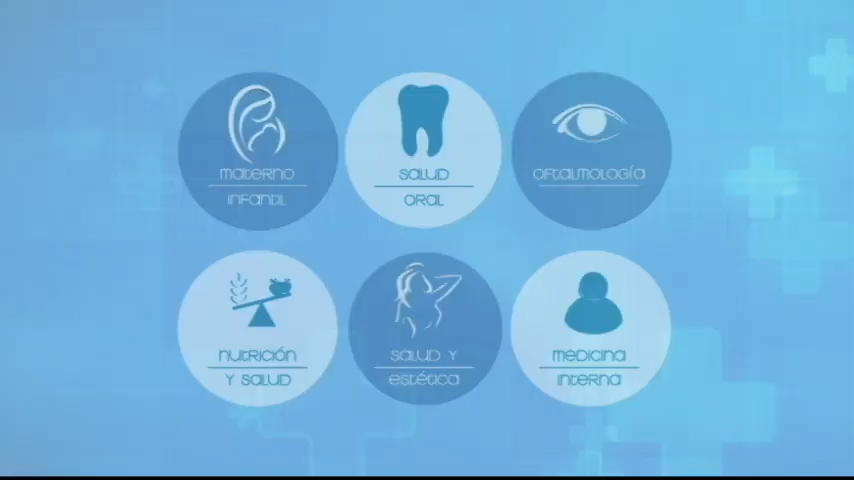 MATERNO
INFANTIL
SALUD
ORAL
OFTALMOLOGÍA
NUTRICIÓN
Y SALUD
SALUD Y
ESTÉTICA
MEDICINA
INTERNA